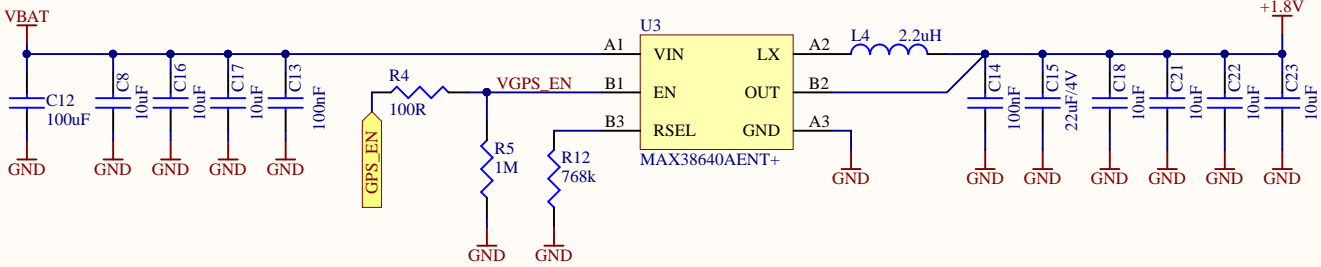 VBAT
+1.8V
U3
L4 2.2uH
A1 VIN LX A2
R4
100R
VGPS_EN
B1 EN OUT B2
B3 RSEL GND A3
MAX38640AENT+
C12
100uF
C8
10uF
C16
10uF
C17
10uF
C13
100nF
GPS_EN
R5
1M
R12
768k
C14
100nF
C15
22uF/4V
C18
10uF
C21
10uF
C22
10uF
C23
10uF
GND
GND
GND
GND
GND
GND
GND
GND
GND
GND
GND
GND
GND
GND